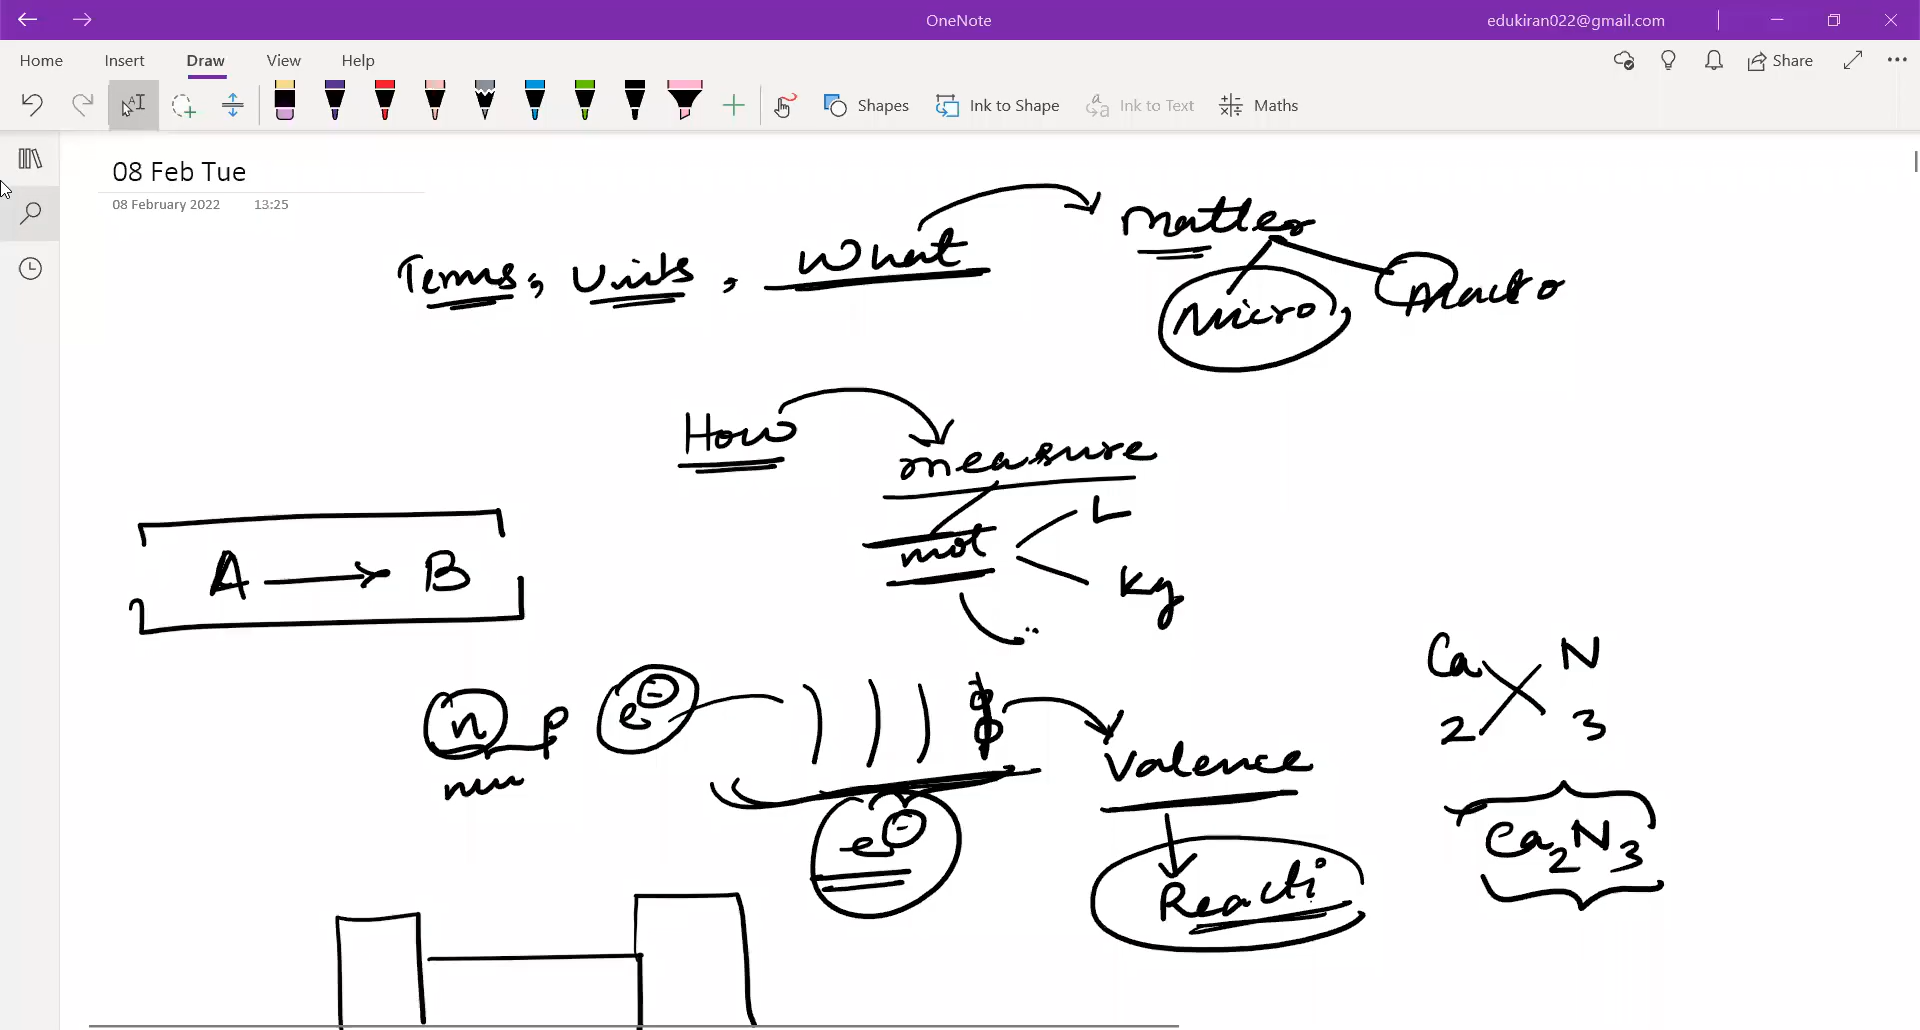 OneNote
edukiran022@gmail.com
Home Insert Draw View Help
Share
Shapes Ink to Shape Ink to Text Maths
08 Feb Tue
08 February 2022 13:25
Terms, Units, What
Matter
Micro, Macro
How
measure
mol L
Kg
A → B
n p e⊖
Valence
e⊖
Reacti
Ca N
2 3
Ca2N3